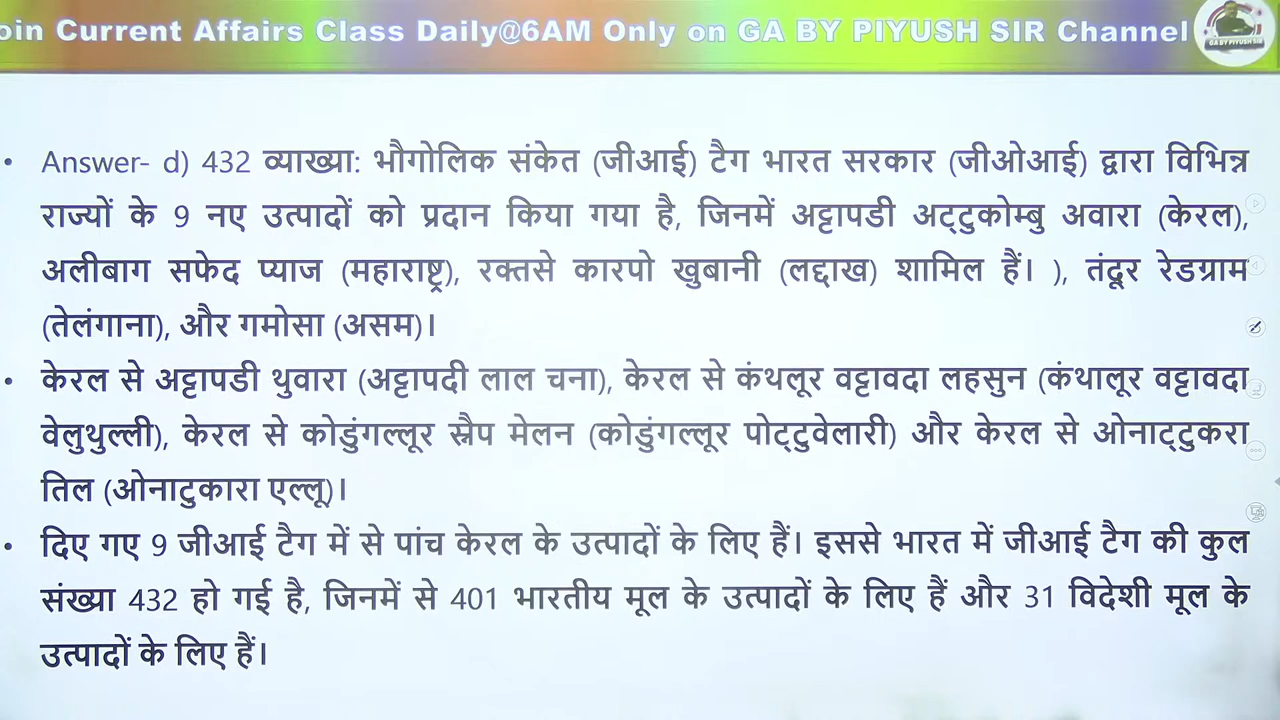 oin Current Affairs Class Daily@6AM Only on GA BY PIYUSH SIR Channel
GA BY PIYUSH SIR
• Answer- d) 432 व्याख्या: भौगोलिक संकेत (जीआई) टैग भारत सरकार (जीओआई) द्वारा विभिन्न
राज्यों के 9 नए उत्पादों को प्रदान किया गया है, जिनमें अट्टापडी अट्टुकोम्बु अवारा (केरल),
अलीबाग सफेद प्याज (महाराष्ट्र), रक्तसे कारपो खुबानी (लद्दाख) शामिल हैं। ), तंदूर रेडग्राम
(तेलंगाना), और गमोसा (असम)।
• केरल से अट्टापडी थुवारा (अट्टापदी लाल चना), केरल से कंथलूर वट्टावदा लहसुन (कंथालूर वट्टावदा
वेलुथुल्ली), केरल से कोडुंगल्लूर स्नैप मेलन (कोडुंगल्लूर पोट्टुवेलारी) और केरल से ओनाट्टुकरा
तिल (ओनाटुकारा एल्लू)।
• दिए गए 9 जीआई टैग में से पांच केरल के उत्पादों के लिए हैं। इससे भारत में जीआई टैग की कुल
संख्या 432 हो गई है, जिनमें से 401 भारतीय मूल के उत्पादों के लिए हैं और 31 विदेशी मूल के
उत्पादों के लिए हैं।